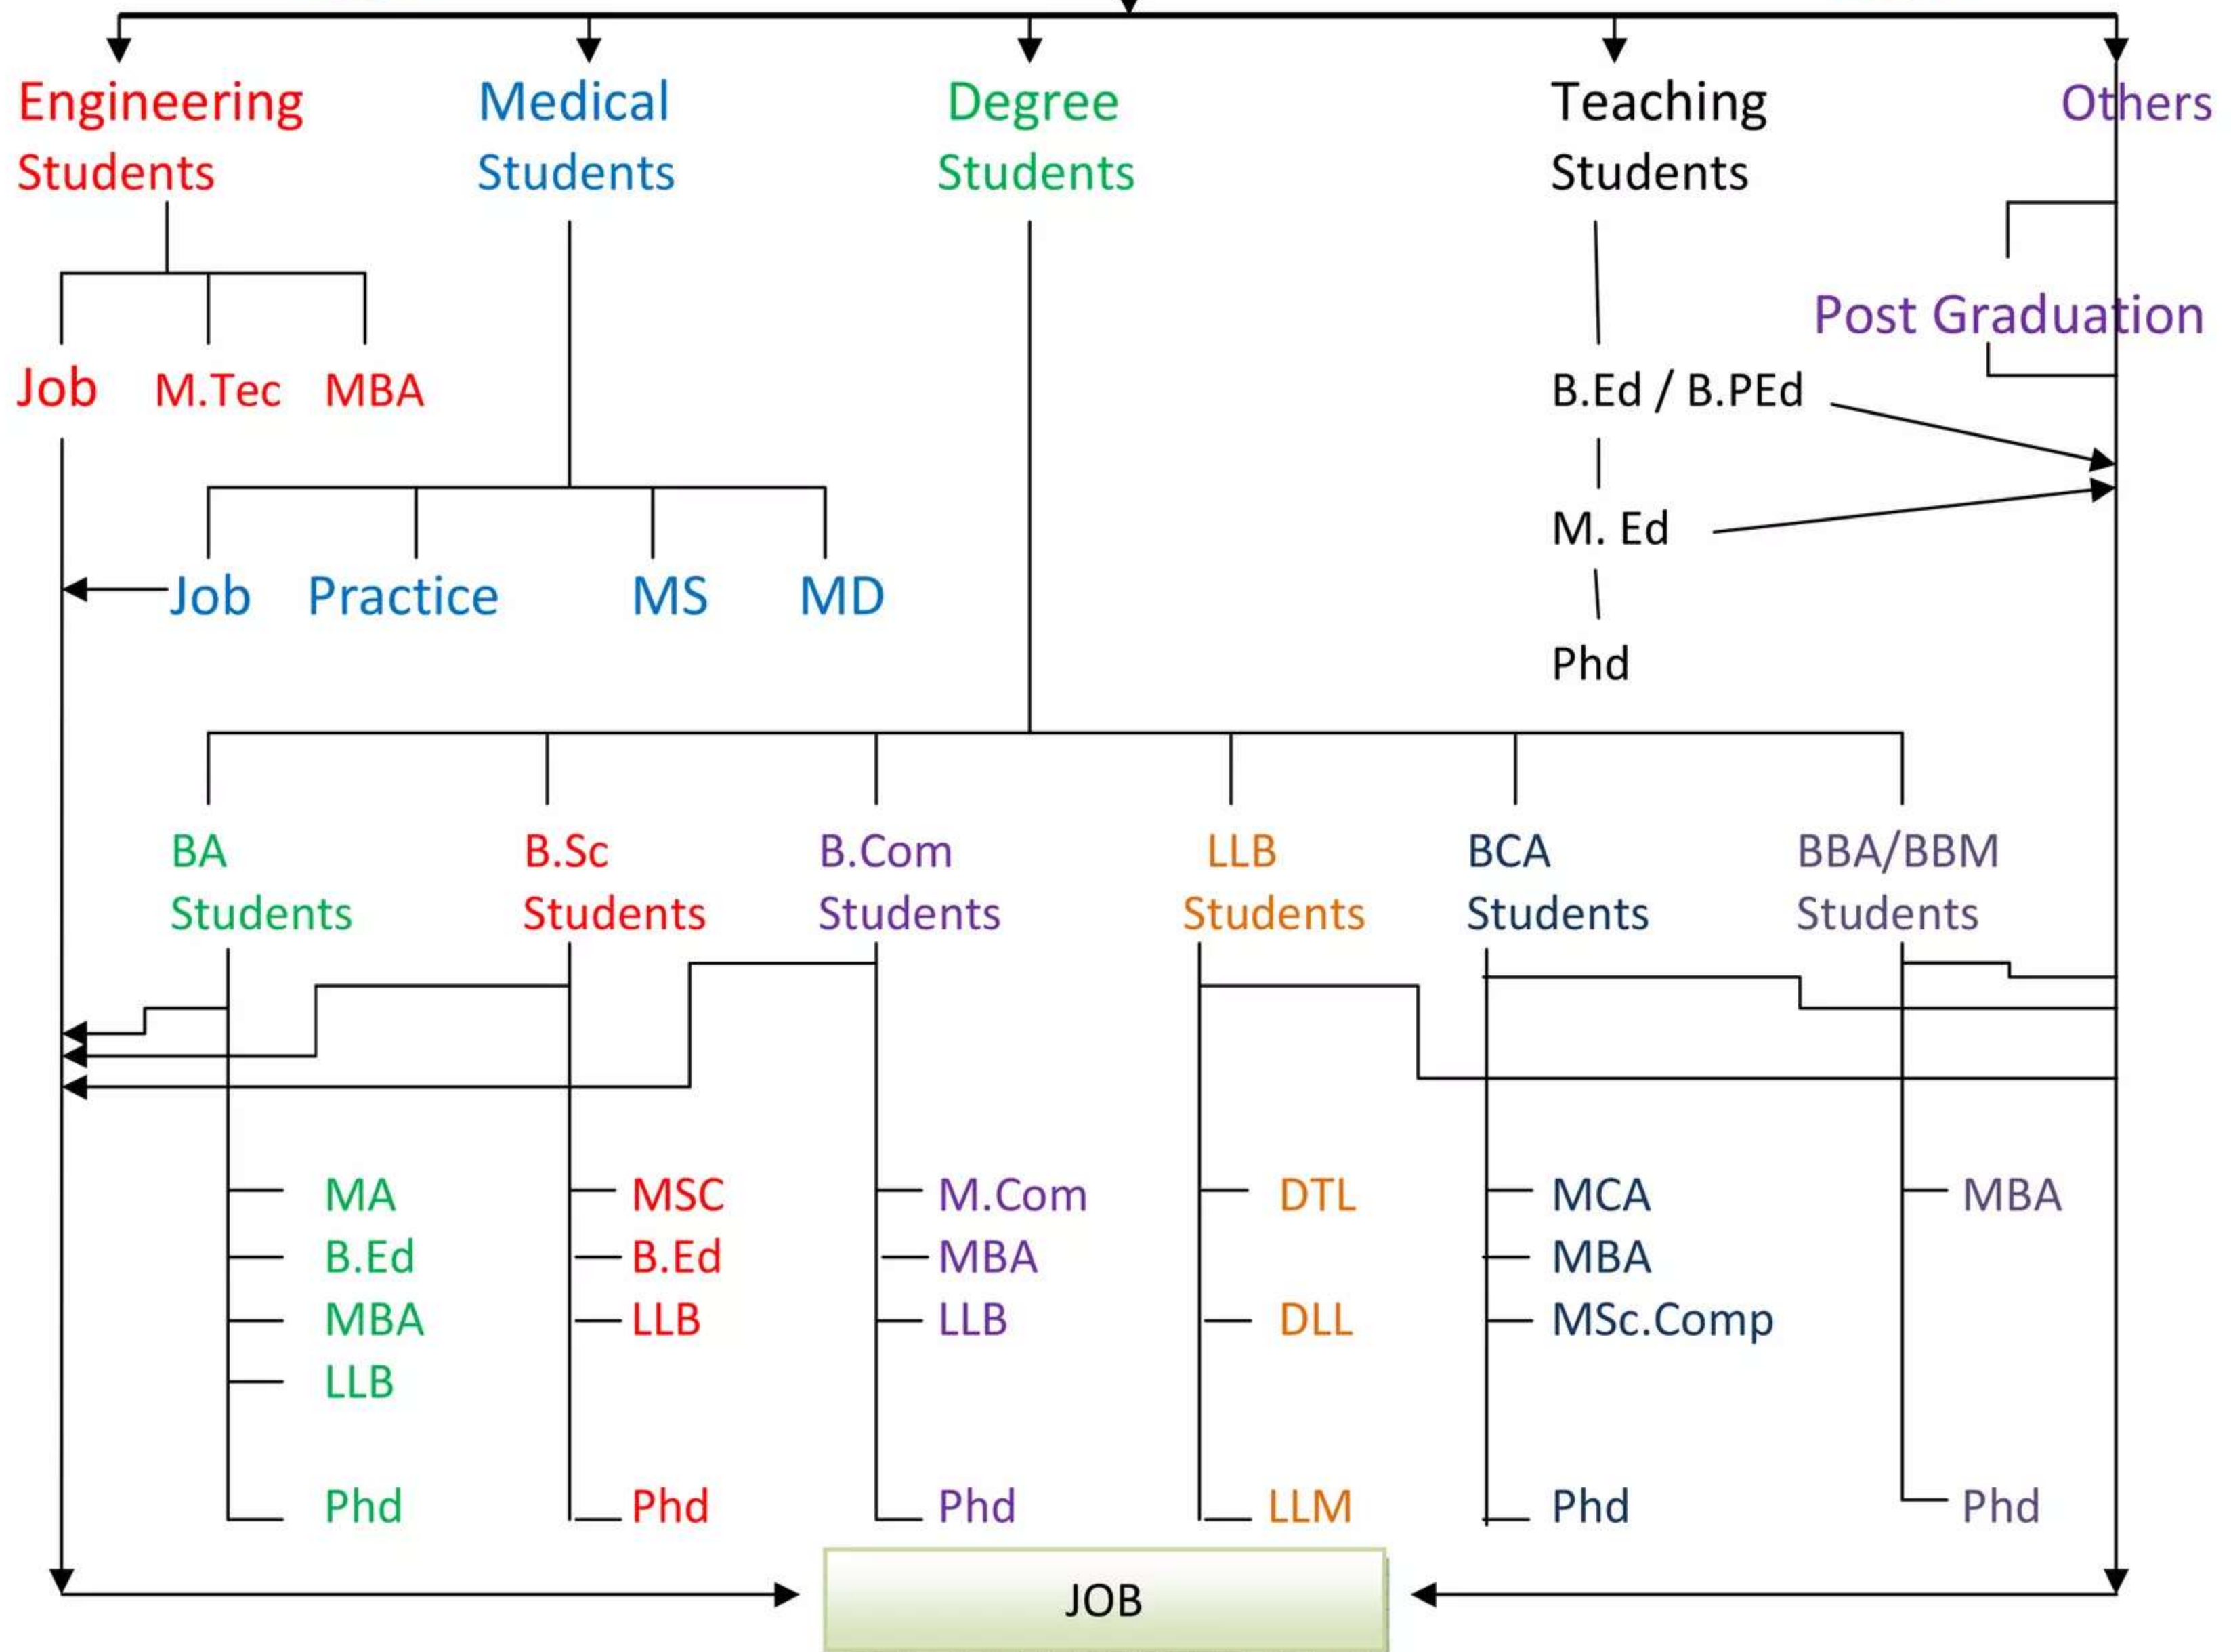 Engineering
Students
Medical
Students
Degree
Students
Teaching
Students
Others
Post Graduation
Job
M.Tec
MBA
B.Ed / B.PEd
M. Ed
Phd
Job
Practice
MS
MD
BA
Students
B.Sc
Students
B.Com
Students
LLB
Students
BCA
Students
BBA/BBM
Students
MA
B.Ed
MBA
LLB
Phd
MSC
B.Ed
LLB
Phd
M.Com
MBA
LLB
Phd
DTL
DLL
LLM
MCA
MBA
MSc.Comp
Phd
MBA
Phd
JOB